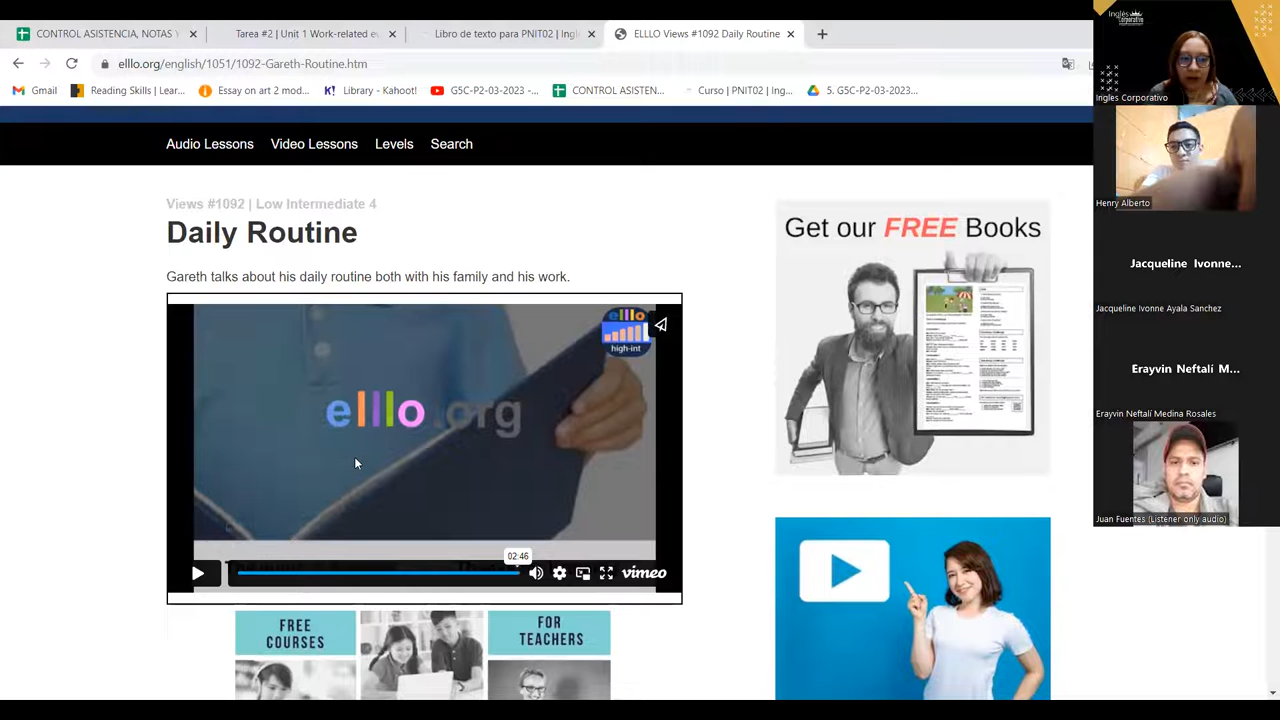 CONTROL ASISTENCIA, NOTAS
Tarea #2 | Unit 1 Work-related e
Libro de texto para PNIT02 | Ingl
ELLLO Views #1092 Daily Routine
elllo.org/english/1051/1092-Gareth-Routine.htm
Gmail
Reading Skills | Lear...
Essay on art 2 mod...
Library - Kahoot!
G5C-P2-03-2023 -...
CONTROL ASISTEN...
Curso | PNIT02 | Ing...
5. G5C-P2-03-2023...
Audio Lessons
Video Lessons
Levels
Search
Views #1092 | Low Intermediate 4
Daily Routine
Gareth talks about his daily routine both with his family and his work.
elllo
high-int
elllo org
02:46
vimeo
FREE
COURSES
FOR
TEACHERS
Get our FREE Books
Inglés
Corporativo
Ingles Corporativo
Henry Alberto
Jacqueline Ivonne...
Jacqueline Ivonne Ayala Sanchez
Erayvin Neftalí M...
Erayvin Neftalí Medina Rosales
Juan Fuentes (Listener only audio)